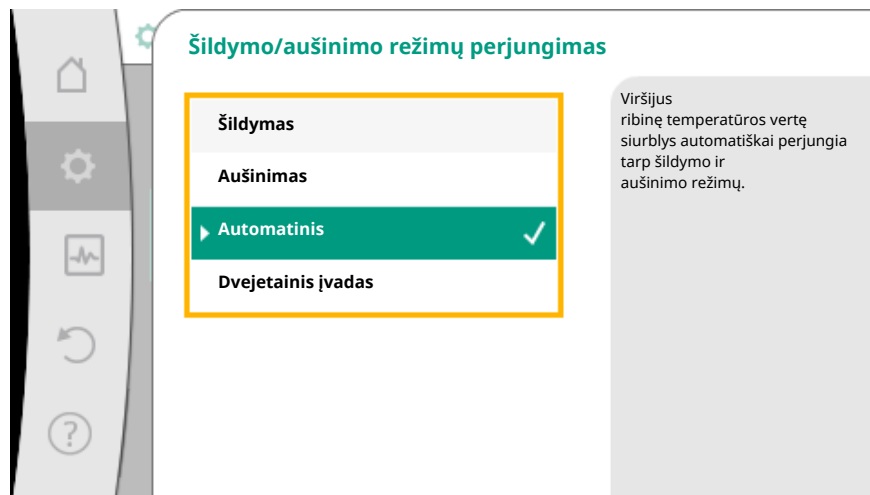 Šildymo/aušinimo režimų perjungimas
Šildymas
Aušinimas
Automatinis
Dvejetainis įvadas
Viršijus
ribinę temperatūros vertę
siurblys automatiškai perjungia
tarp šildymo ir
aušinimo režimų.
?